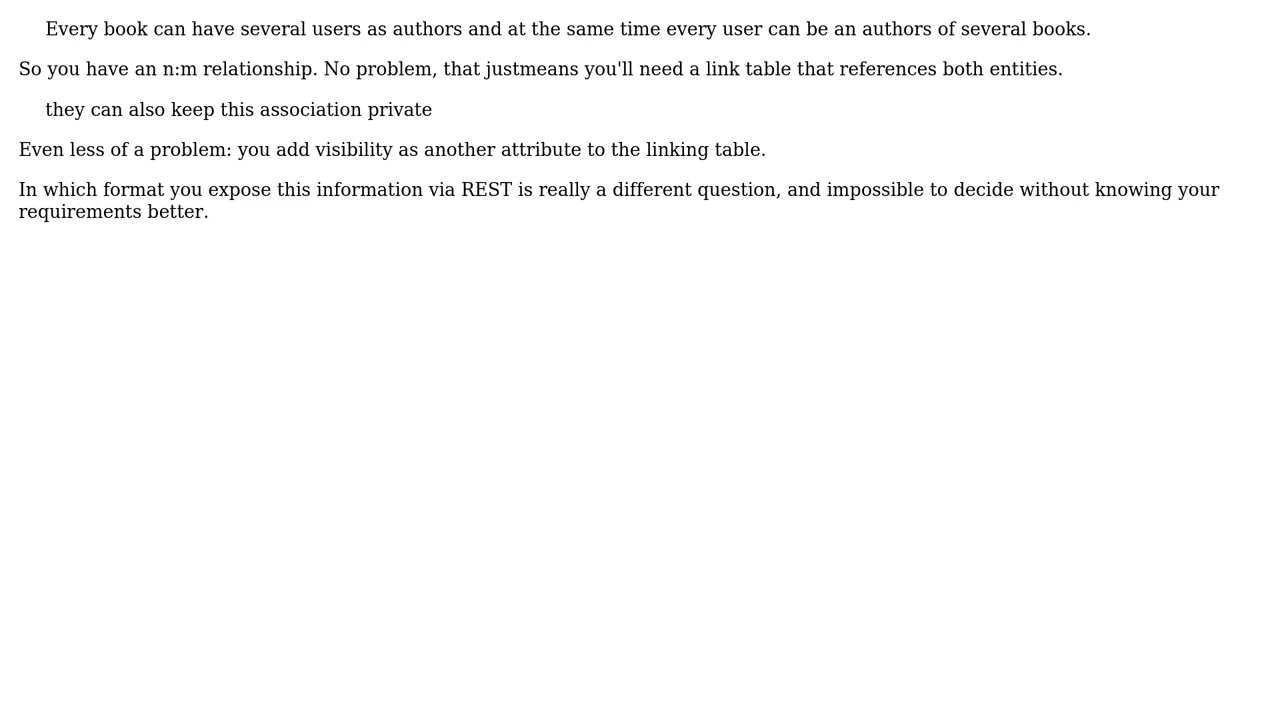 Every book can have several users as authors and at the same time every user can be an authors of several books.
So you have an n:m relationship. No problem, that justmeans you'll need a link table that references both entities.
they can also keep this association private
Even less of a problem: you add visibility as another attribute to the linking table.
In which format you expose this information via REST is really a different question, and impossible to decide without knowing your
requirements better.